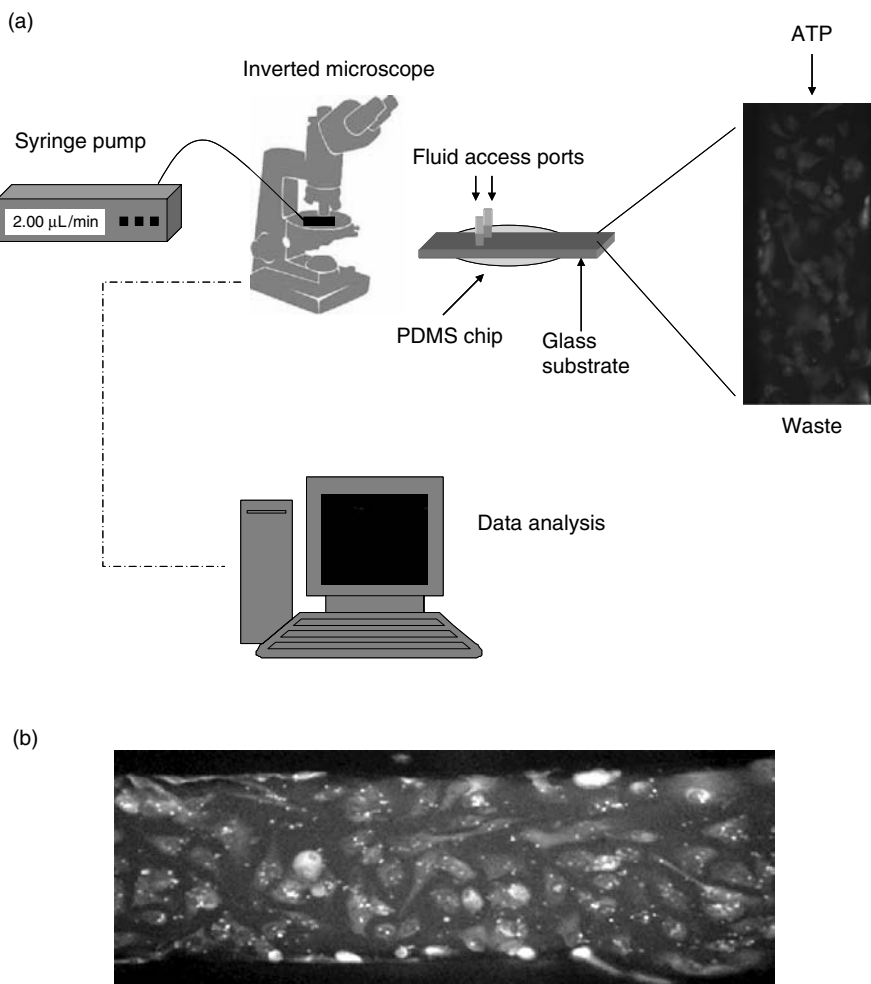 (a)
ATP
Inverted microscope
Syringe pump
Fluid access ports
2.00 μL/min
PDMS chip
Glass
substrate
Waste
Data analysis
(b)